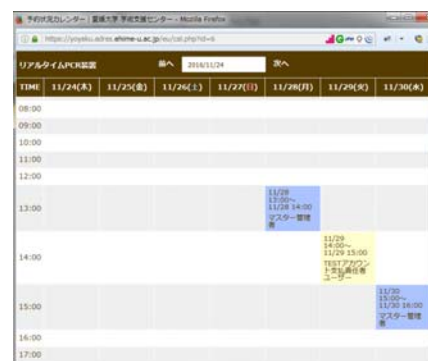 予約状況カレンダー | 愛媛大学 学術支援センター - Mozilla Firefox
https://yoyaku.adres.ehime-u.ac.jp/eu/cal.php?id=6
リアルタイムPCR装置 前へ 2016/11/24 次へ
TIME 11/24(木) 11/25(金) 11/26(土) 11/27(日) 11/28(月) 11/29(火) 11/30(水)
08:00
09:00
10:00
11:00
12:00
13:00
11/28
13:00～
11/28 14:00
マスター管理
者
14:00
11/29
14:00～
11/29 15:00
TESTアカウン
ト支払責任者
ユーザー
15:00
11/30
15:00～
11/30 16:00
マスター管理
者
16:00
17:00